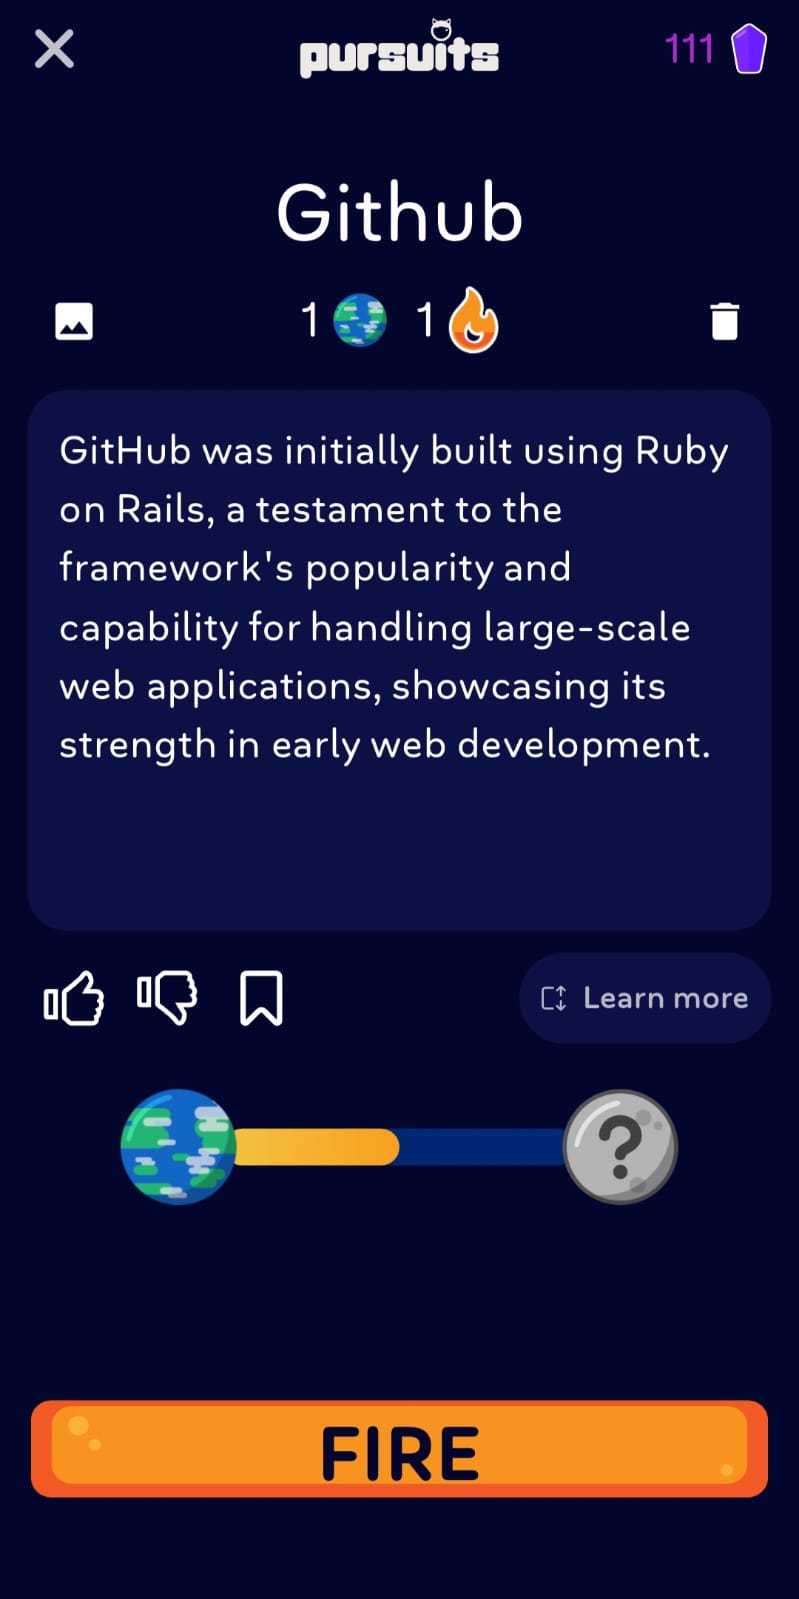 pursuits
111
Github
1 1
GitHub was initially built using Ruby
on Rails, a testament to the
framework's popularity and
capability for handling large-scale
web applications, showcasing its
strength in early web development.
Learn more
?
FIRE